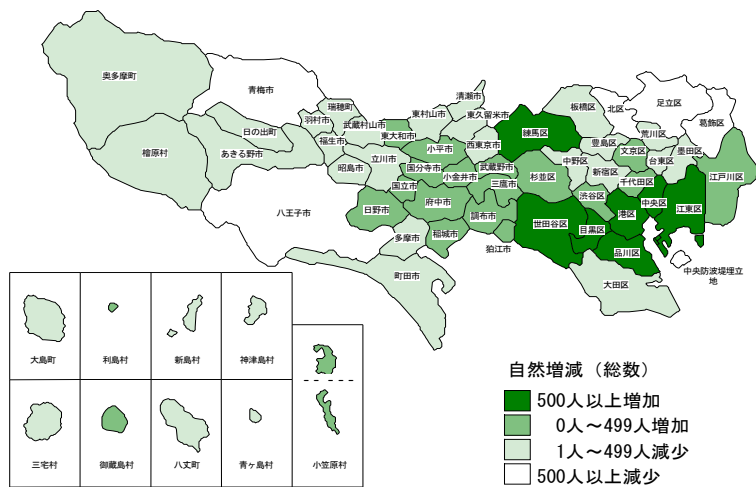 奥多摩町
青梅市
瑞穂町
清瀬市
東村山市
東久留米市
板橋区
北区
足立区
葛飾区
羽村市
武蔵村山市
東大和市
練馬区
日の出町
福生市
小平市
西東京市
豊島区
荒川区
文京区
墨田区
檜原村
あきる野市
昭島市
立川市
国分寺市
小金井市
武蔵野市
中野区
新宿区
台東区
江戸川区
国立市
三鷹市
杉並区
千代田区
八王子市
日野市
府中市
調布市
渋谷区
中央区
江東区
港区
多摩市
稲城市
狛江市
世田谷区
目黒区
品川区
町田市
大田区
中央防波堤埋立
地
大島町
利島村
新島村
神津島村
三宅村
御蔵島村
八丈町
青ヶ島村
小笠原村
自然増減（総数）
500人以上増加
0人～499人増加
1人～499人減少
500人以上減少